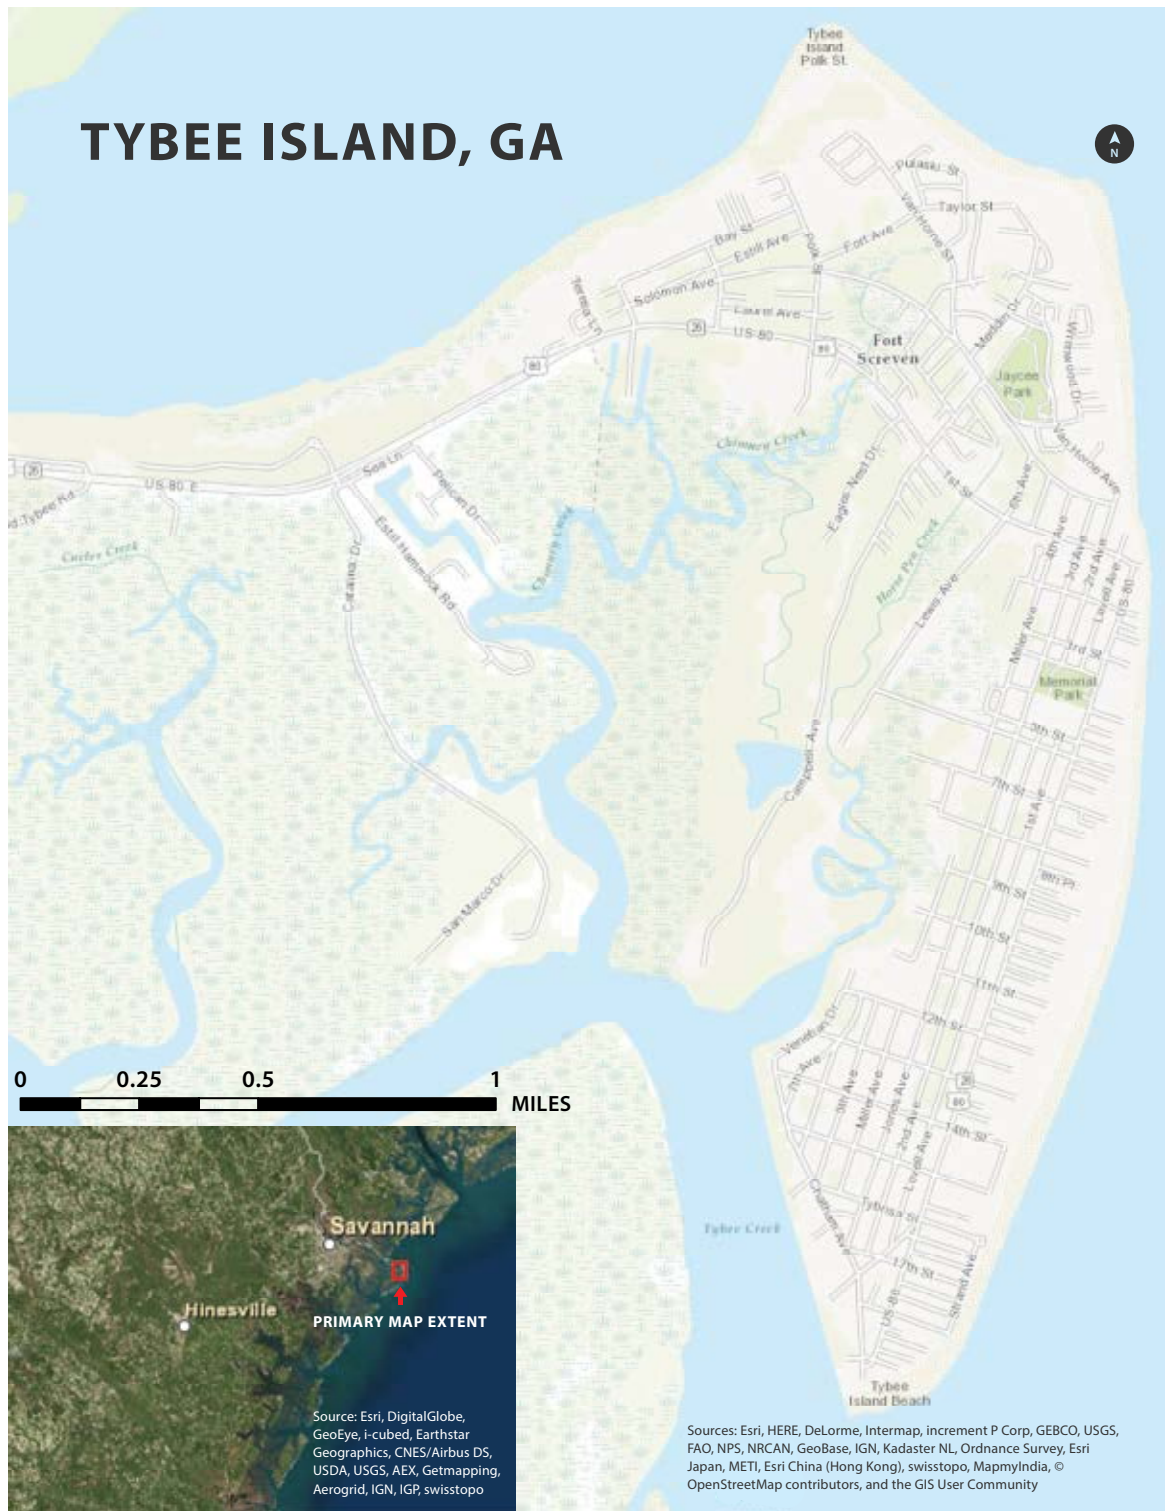 Tybee
Island
Polk St.
TYBEE ISLAND, GA
N
Pulaski St
Taylor St
Van Horne St
Bay St
Estill Ave
Polk St
Fort Ave
Teresa Ln
Solomon Ave
Laurel Ave
26
US-80
80
Fort
Screven
Meddin Dr
Wrenwood Dr
80
Jaycee
Park
Chimney Creek
Van Horne Ave
26
US 80 E
Sea Ln
Pelican Dr
Eagles Nest Dr
1st St
6th Ave
Estill Hammock Rd
4th Ave
3rd Ave
2nd Ave
Lovell Ave
US-80
Curles Creek
Catalina Dr
Horse Pen Creek
Lewis Ave
Miller Ave
3rd St
Memorial
Park
5th St
Campbell Ave
7th St
1st Ave
8th Pl
9th St
San Marco Dr
10th St
11th St
12th St
Venetian Dr
7th Ave
0 0.25 0.5 1
MILES
Miller Ave
Jones Ave
2nd Ave
Lovell Ave
26
80
14th St
Chatham Ave
Tybrisa St
Tybee Creek
17th St
US-80
Strand Ave
Savannah
Hinesville
PRIMARY MAP EXTENT
Tybee
Island Beach
Source: Esri, DigitalGlobe,
GeoEye, i-cubed, Earthstar
Geographics, CNES/Airbus DS,
USDA, USGS, AEX, Getmapping,
Aerogrid, IGN, IGP, swisstopo
Sources: Esri, HERE, DeLorme, Intermap, increment P Corp, GEBCO, USGS,
FAO, NPS, NRCAN, GeoBase, IGN, Kadaster NL, Ordnance Survey, Esri
Japan, METI, Esri China (Hong Kong), swisstopo, MapmyIndia, ©
OpenStreetMap contributors, and the GIS User Community